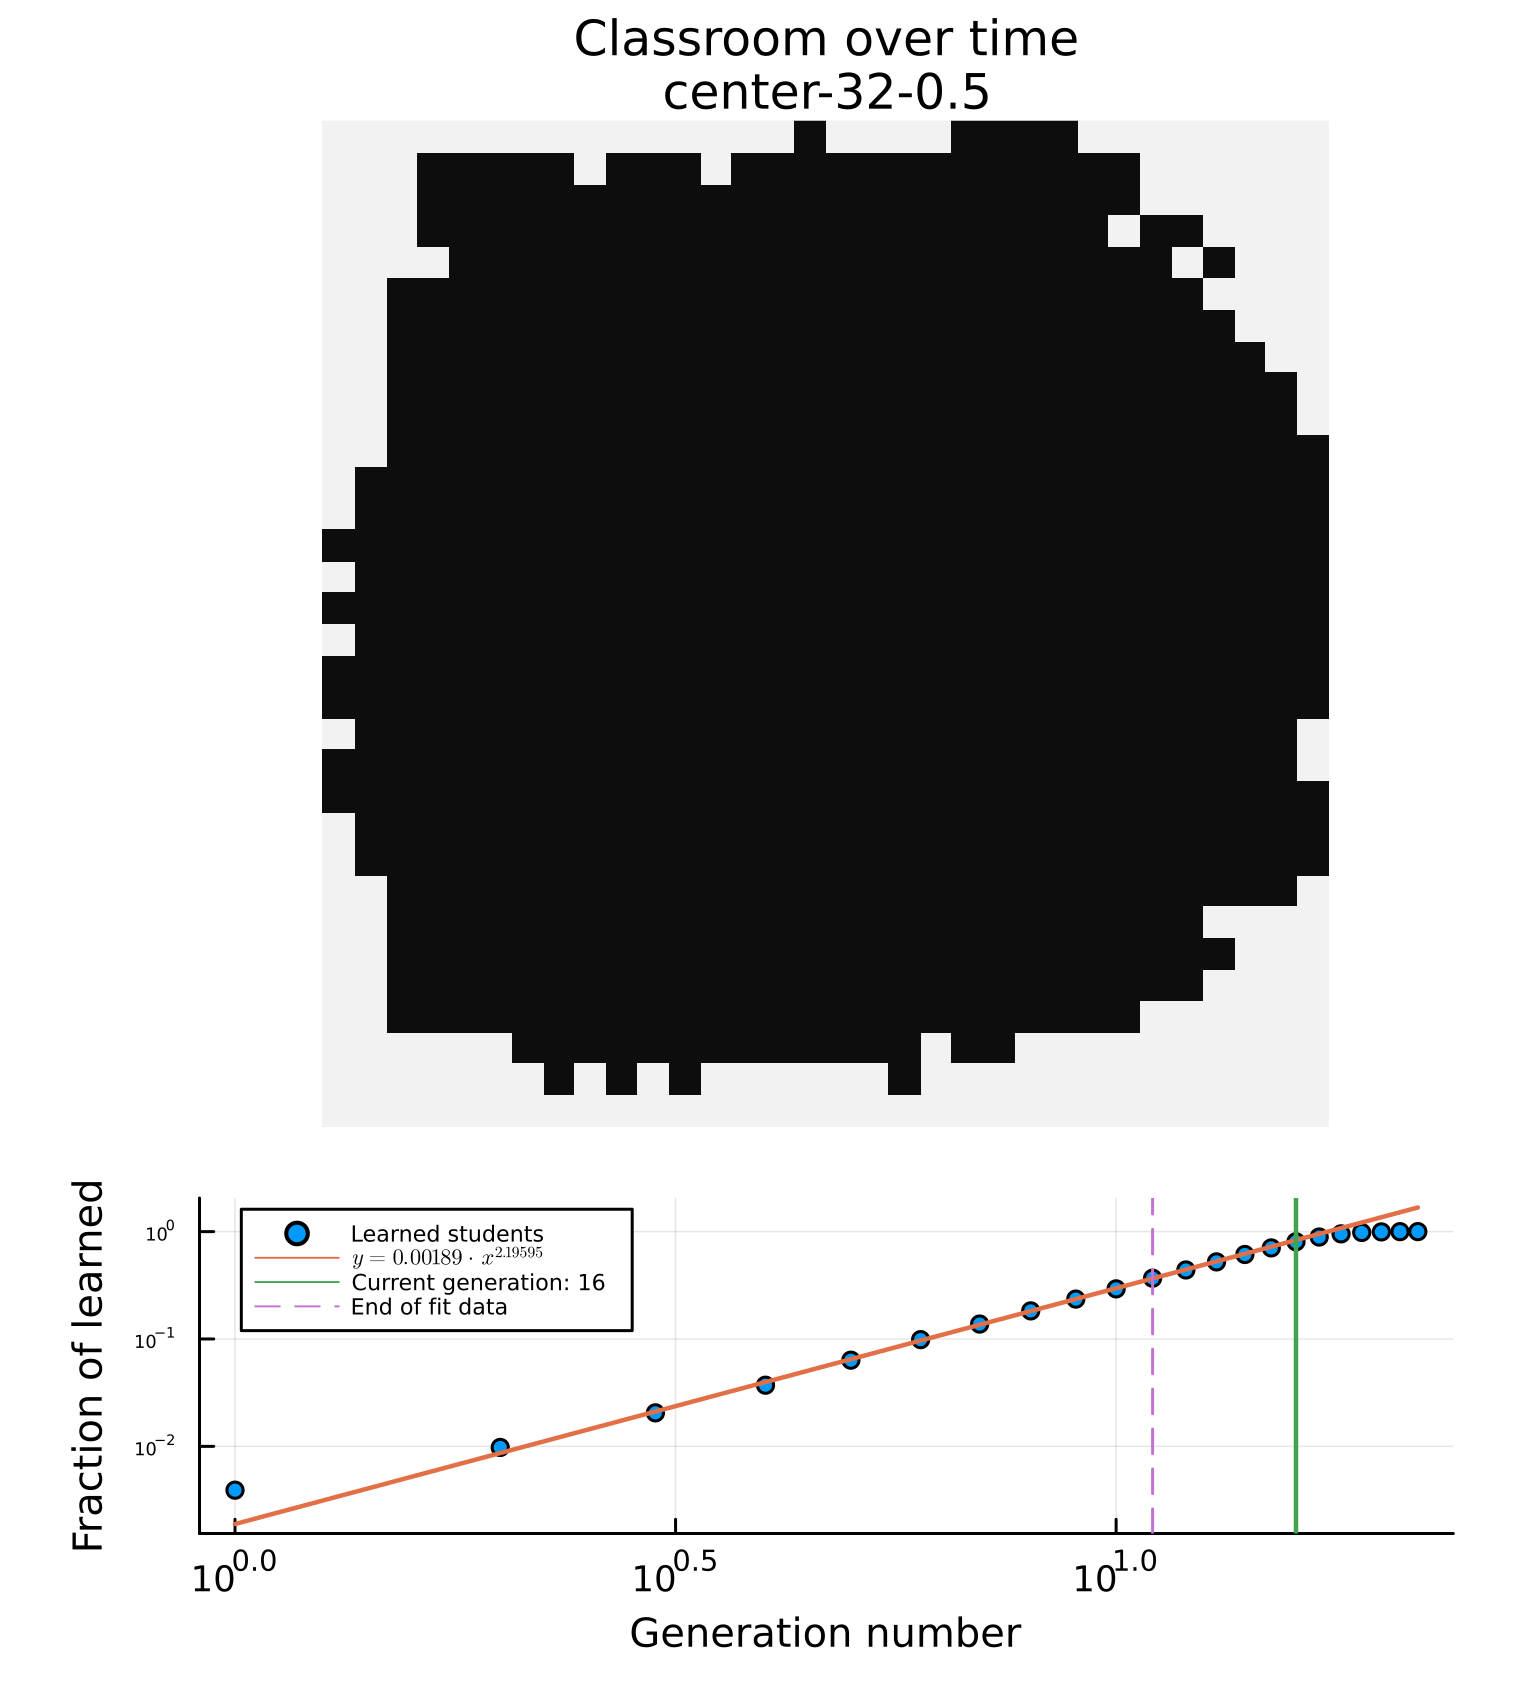 Classroom over time
center-32-0.5
Fraction of learned
10⁰
10⁻¹
10⁻²
Learned students
y = 0.00189 · x^2.19595
Current generation: 16
End of fit data
10^0.0 10^0.5 10^1.0
Generation number